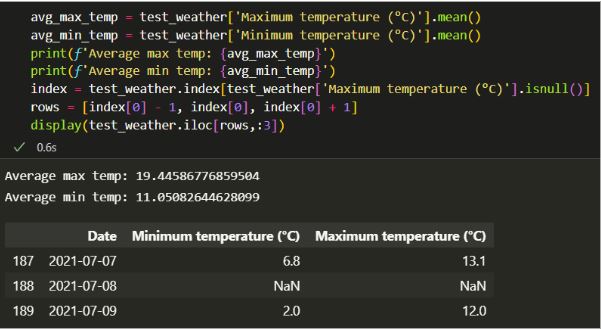 avg_max_temp = test_weather['Maximum temperature (°C)'].mean()
avg_min_temp = test_weather['Minimum temperature (°C)'].mean()
print(f'Average max temp: {avg_max_temp}')
print(f'Average min temp: {avg_min_temp}')
index = test_weather.index[test_weather['Maximum temperature (°C)'].isnull()]
rows = [index[0] - 1, index[0], index[0] + 1]
display(test_weather.iloc[rows,:3])
✓ 0.6s
Average max temp: 19.44586776859504
Average min temp: 11.05082644628099
Date Minimum temperature (°C) Maximum temperature (°C)
187 2021-07-07 6.8 13.1
188 2021-07-08 NaN NaN
189 2021-07-09 2.0 12.0